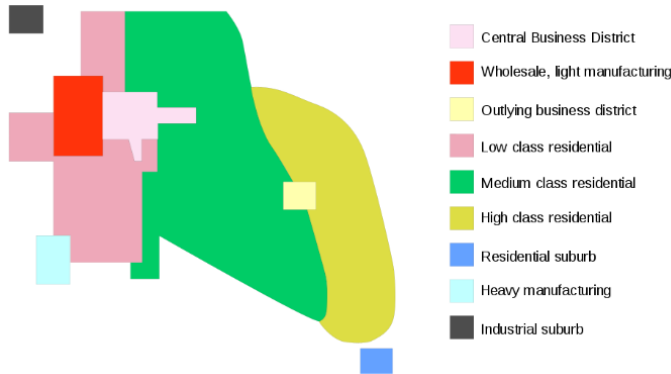 Central Business District
Wholesale, light manufacturing
Outlying business district
Low class residential
Medium class residential
High class residential
Residential suburb
Heavy manufacturing
Industrial suburb